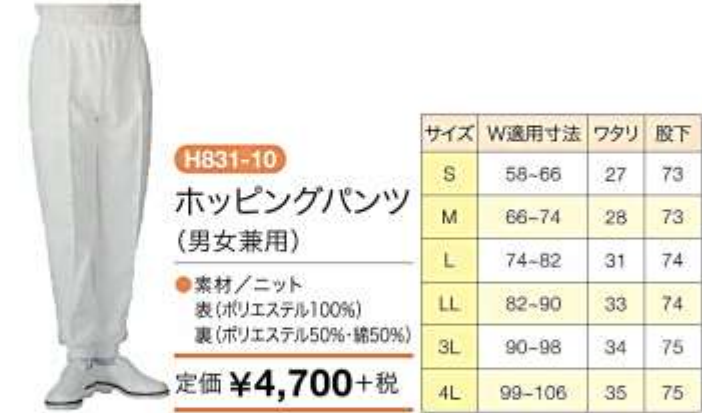 H831-10
ホッピングパンツ
（男女兼用）
●素材／ニット
表（ポリエステル100%）
裏（ポリエステル50%・綿50%）
定価 ¥4,700＋税
サイズ W適用寸法 ワタリ 股下
S 58~66 27 73
M 66~74 28 73
L 74~82 31 74
LL 82~90 33 74
3L 90~98 34 75
4L 99~106 35 75